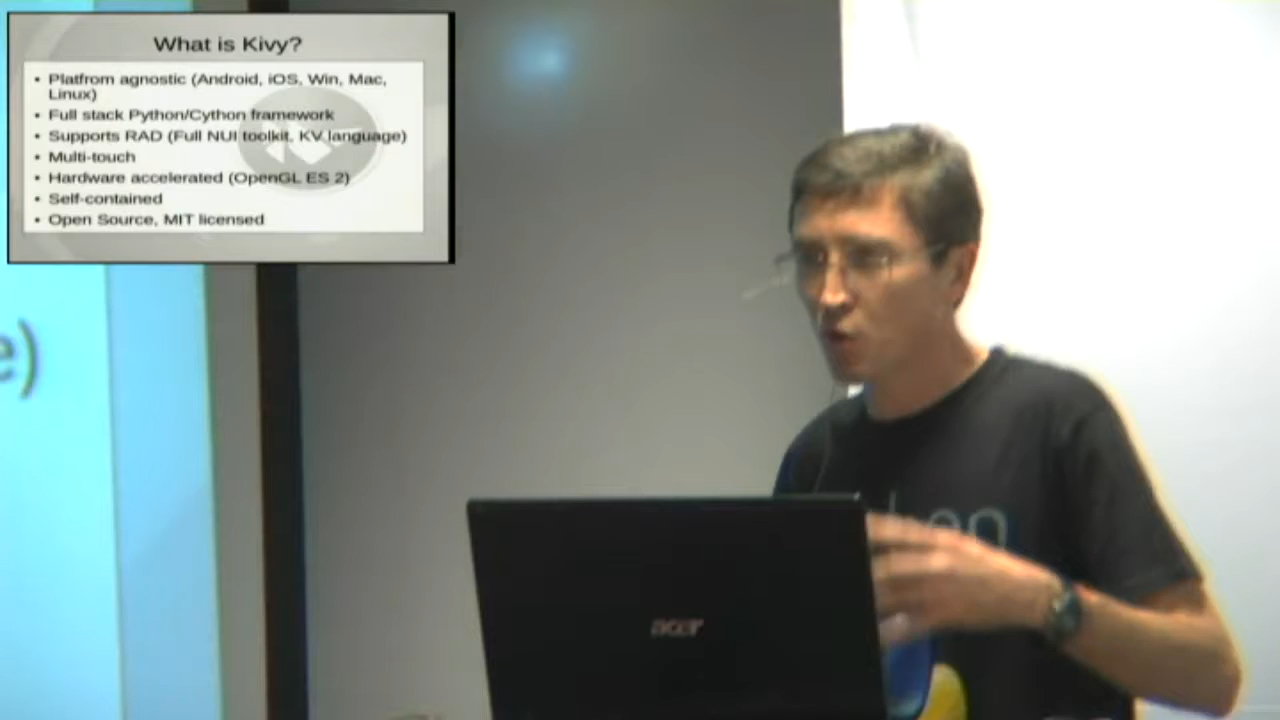 What is Kivy?
• Platfrom agnostic (Android, iOS, Win, Mac,
Linux)
• Full stack Python/Cython framework
• Supports RAD (Full NUI toolkit, KV language)
• Multi-touch
• Hardware accelerated (OpenGL ES 2)
• Self-contained
• Open Source, MIT licensed
e)
hon
acer